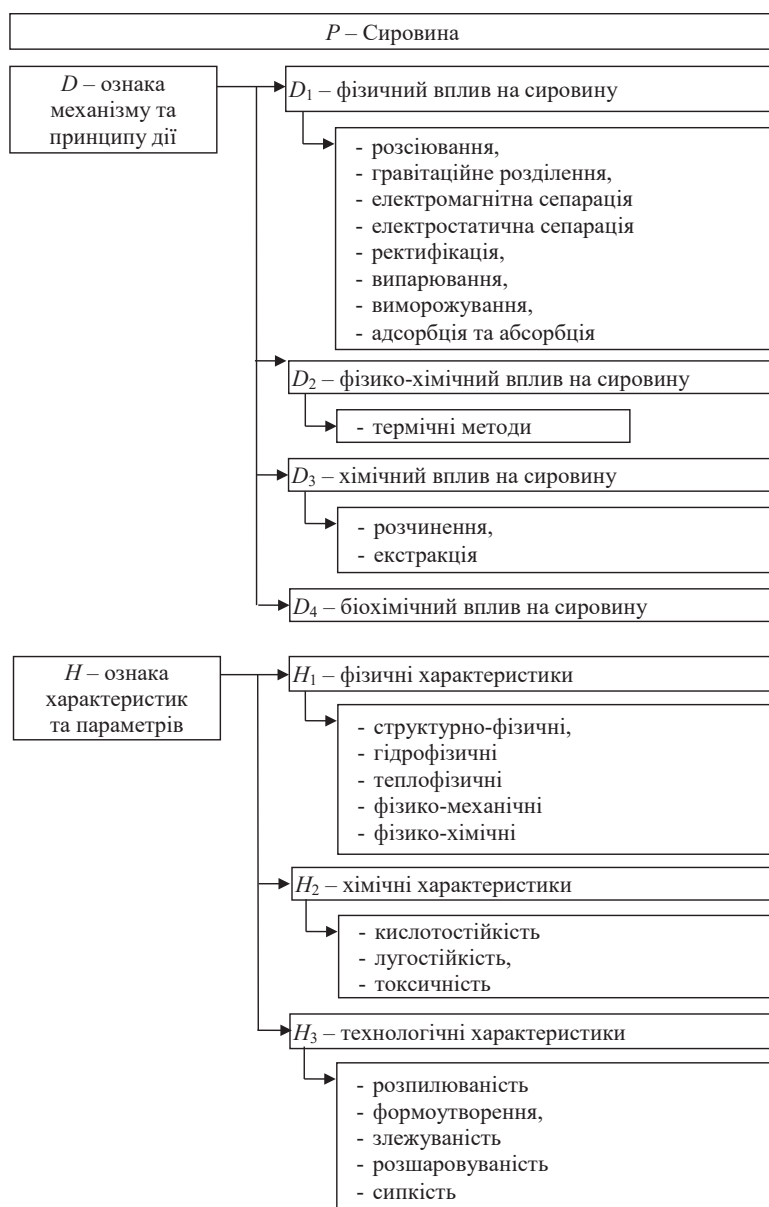 P – Сировина
D – ознака
механізму та
принципу дії
D₁ – фізичний вплив на сировину
- розсіювання,
- гравітаційне розділення,
- електромагнітна сепарація
- електростатична сепарація
- ректифікація,
- випарювання,
- виморожування,
- адсорбція та абсорбція
D₂ – фізико-хімічний вплив на сировину
- термічні методи
D₃ – хімічний вплив на сировину
- розчинення,
- екстракція
D₄ – біохімічний вплив на сировину
H – ознака
характеристик
та параметрів
H₁ – фізичні характеристики
- структурно-фізичні,
- гідрофізичні
- теплофізичні
- фізико-механічні
- фізико-хімічні
H₂ – хімічні характеристики
- кислотостійкість
- лугостійкість,
- токсичність
H₃ – технологічні характеристики
- розпилюваність
- формоутворення,
- злежуваність
- розшаровуваність
- сипкість